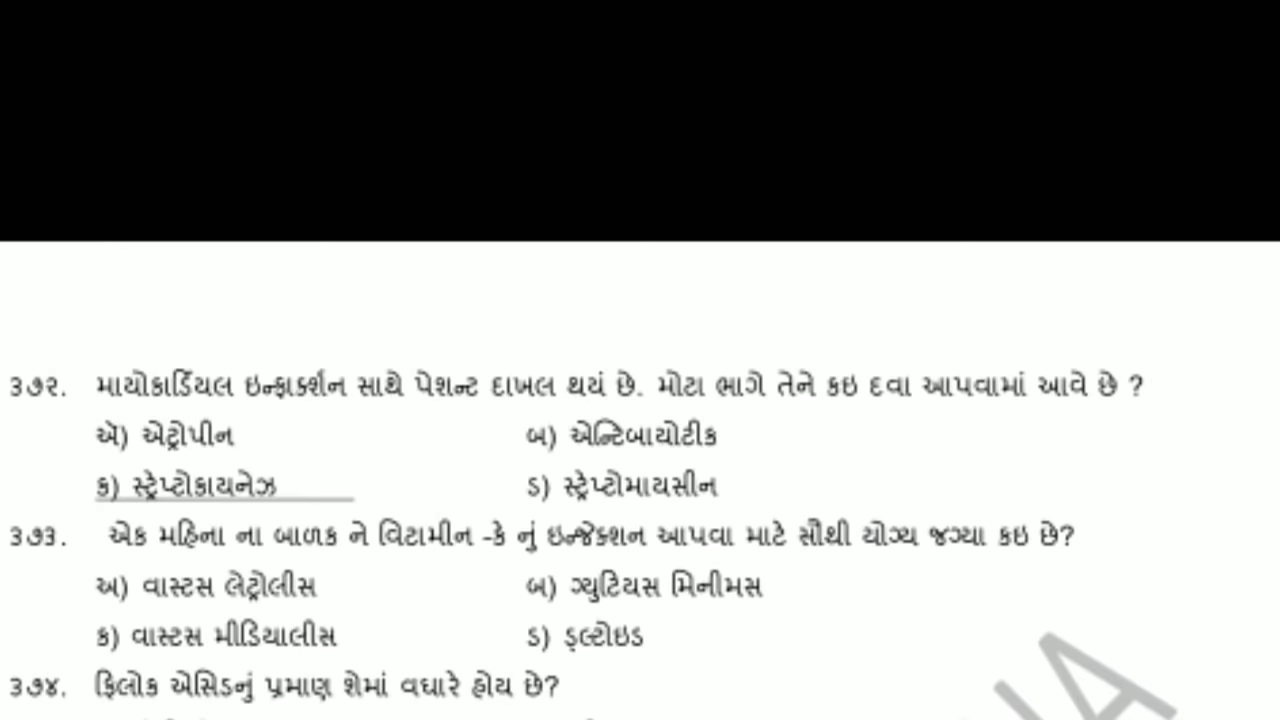 ૩૭૨. માયોકાર્ડિયલ ઇન્ફાર્ક્શન સાથે પેશન્ટ દાખલ થયં છે. મોટા ભાગે તેને કઇ દવા આપવામાં આવે છે ?
ઍ) એટ્રોપીન બ) એન્ટિબાયોટીક
ક) સ્ટ્રેપ્ટોકાયનેઝ ડ) સ્ટ્રેપ્ટોમાયસીન
૩૭૩. એક મહિના ના બાળક ને વિટામીન -કે નું ઇન્જેક્શન આપવા માટે સૌથી યોગ્ય જગ્યા કઇ છે?
અ) વાસ્ટસ લેટ્રોલીસ બ) ગ્યુટિયસ મિનીમસ
ક) વાસ્ટસ મીડિયાલીસ ડ) ડ્લ્ટોઇડ
૩૭૪. ફિલોક એસિડનું પ્રમાણ શેમાં વઘારે હોય છે?